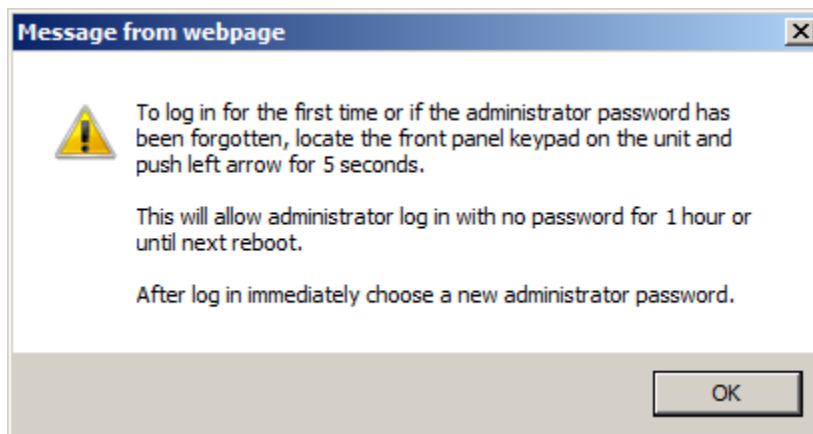 Message from webpage
To log in for the first time or if the administrator password has
been forgotten, locate the front panel keypad on the unit and
push left arrow for 5 seconds.
This will allow administrator log in with no password for 1 hour or
until next reboot.
After log in immediately choose a new administrator password.
OK